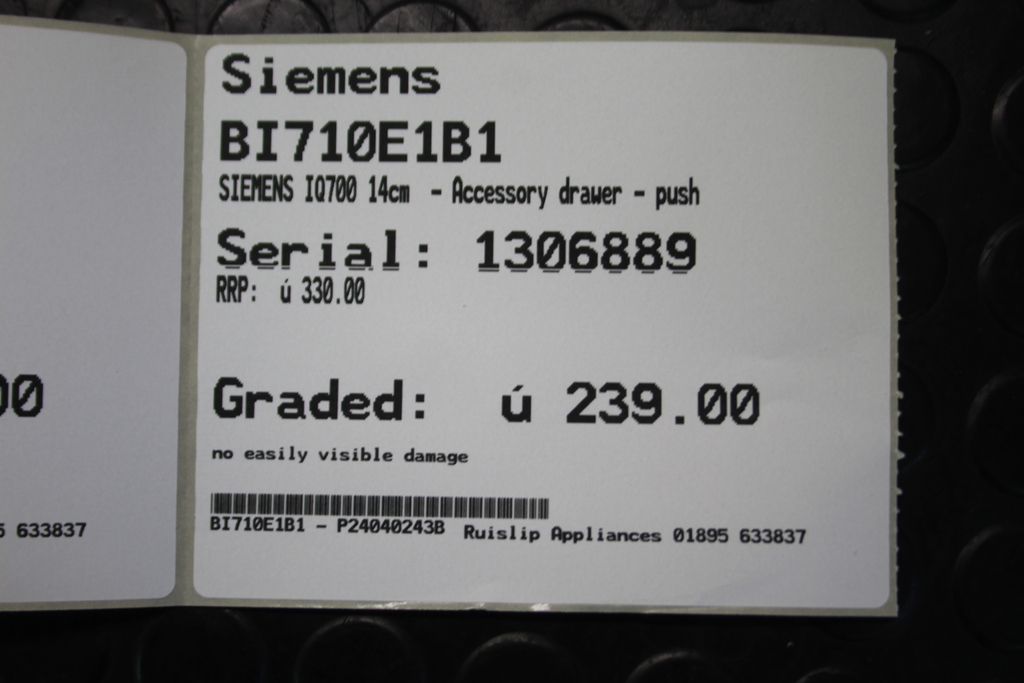 Siemens
BI710E1B1
SIEMENS IQ700 14cm - Accessory drawer - push
Serial: 1306889
RRP: ú 330.00
Graded: ú 239.00
no easily visible damage
BI710E1B1 - P24040243B Ruislip Appliances 01895 633837
00
5 633837